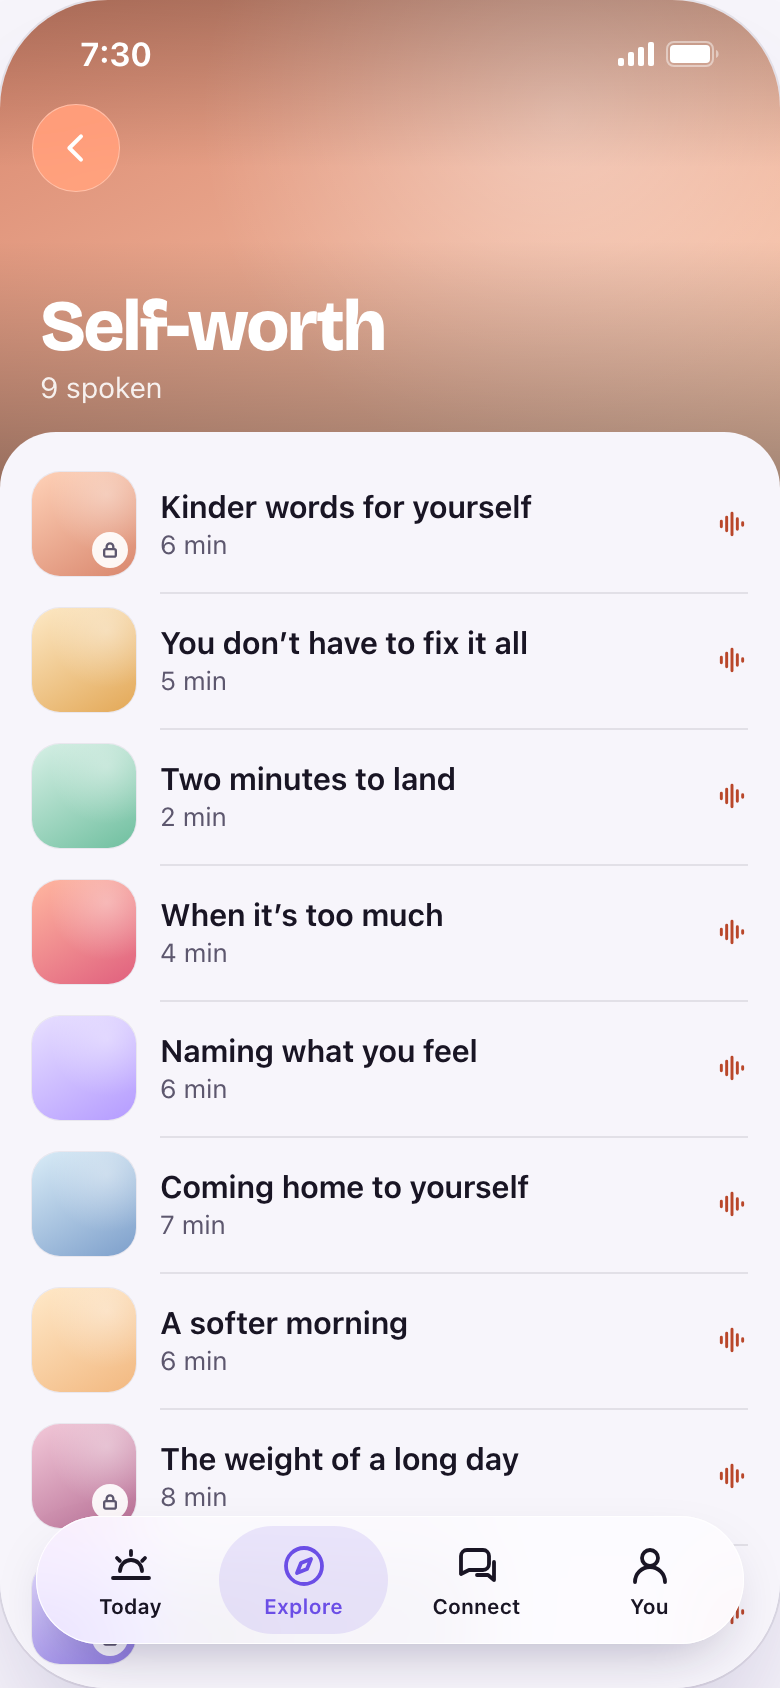 7:30
Self-worth
9 spoken
Kinder words for yourself
6 min
You don’t have to fix it all
5 min
Two minutes to land
2 min
When it’s too much
4 min
Naming what you feel
6 min
Coming home to yourself
7 min
A softer morning
6 min
The weight of a long day
8 min
Today
Explore
Connect
You